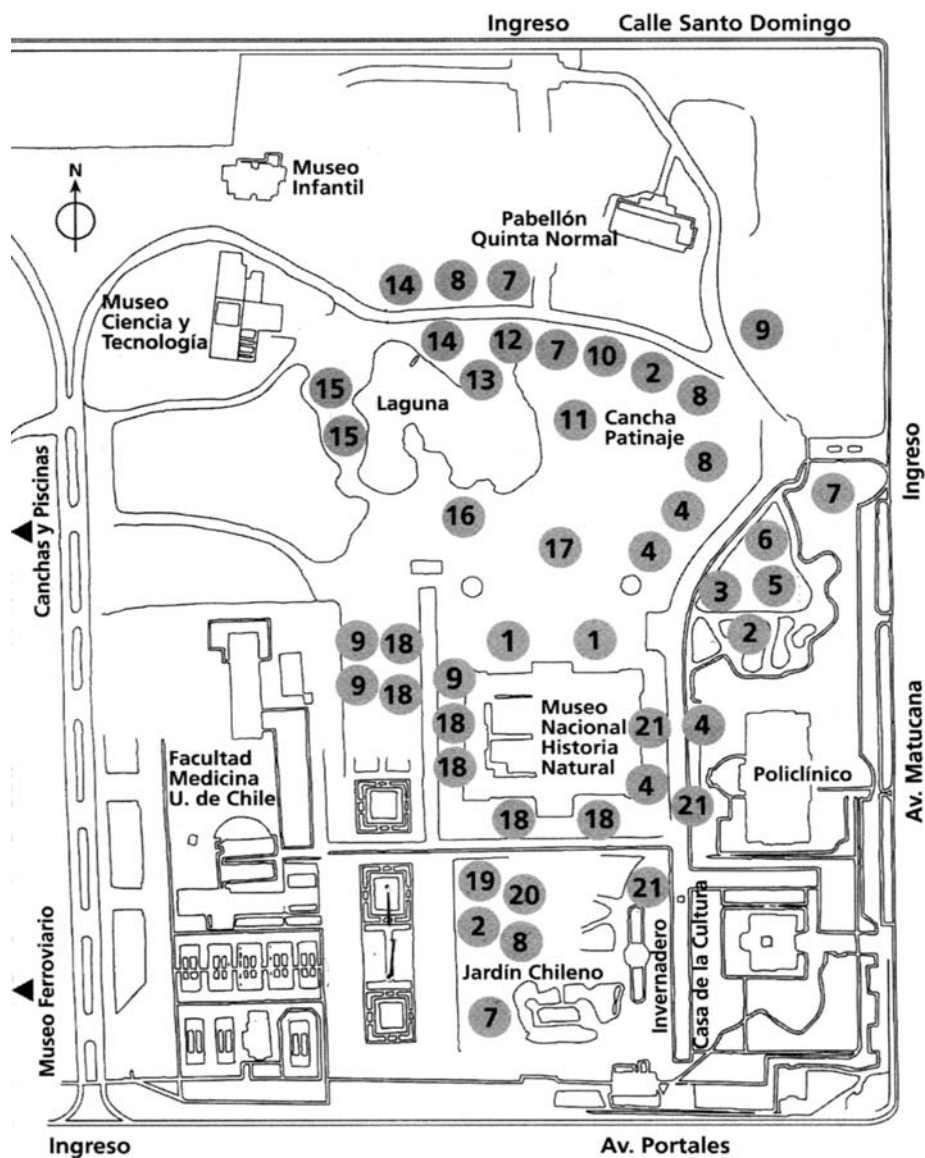 Ingreso Calle Santo Domingo
N
Museo
Infantil
Pabellón
Quinta Normal
14 8 7
Museo
Ciencia y
Tecnología
9
14 12 7 10 2
15 13 8
Laguna
11 Cancha
Patinaje
15
8
Ingreso
7
16 4
6
Canchas y Piscinas
17 4
3 5
2
9 18 1 1
9 18 9
Museo
Nacional
Historia
Natural
18 21 4
18 4
Facultad
Medicina
U. de Chile
Policlínico
Av. Matucana
18 18 21
19 20 21
2 8
Jardín Chileno
7
Invernadero
Casa de la Cultura
Museo Ferroviario
Ingreso Av. Portales